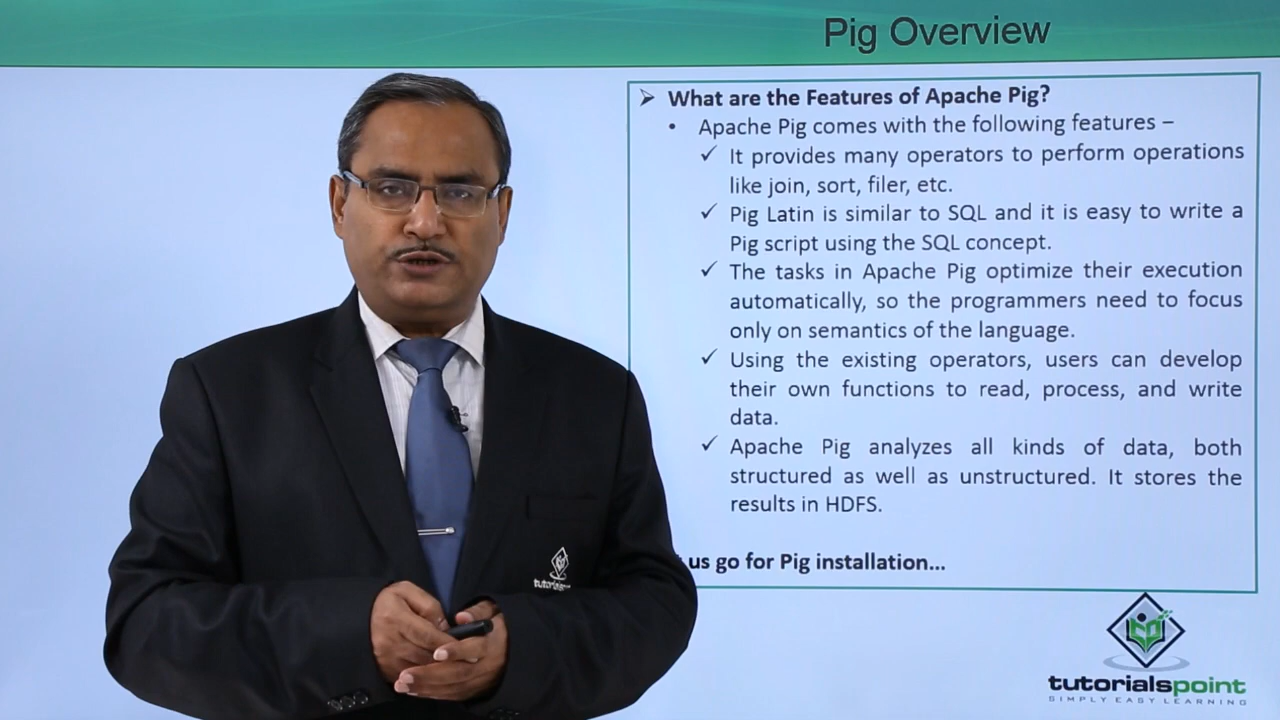 Pig Overview
➢ What are the Features of Apache Pig?
• Apache Pig comes with the following features –
✓ It provides many operators to perform operations
like join, sort, filer, etc.
✓ Pig Latin is similar to SQL and it is easy to write a
Pig script using the SQL concept.
✓ The tasks in Apache Pig optimize their execution
automatically, so the programmers need to focus
only on semantics of the language.
✓ Using the existing operators, users can develop
their own functions to read, process, and write
data.
✓ Apache Pig analyzes all kinds of data, both
structured as well as unstructured. It stores the
results in HDFS.
us go for Pig installation...
tutorialspoint
SIMPLY EASY LEARNING